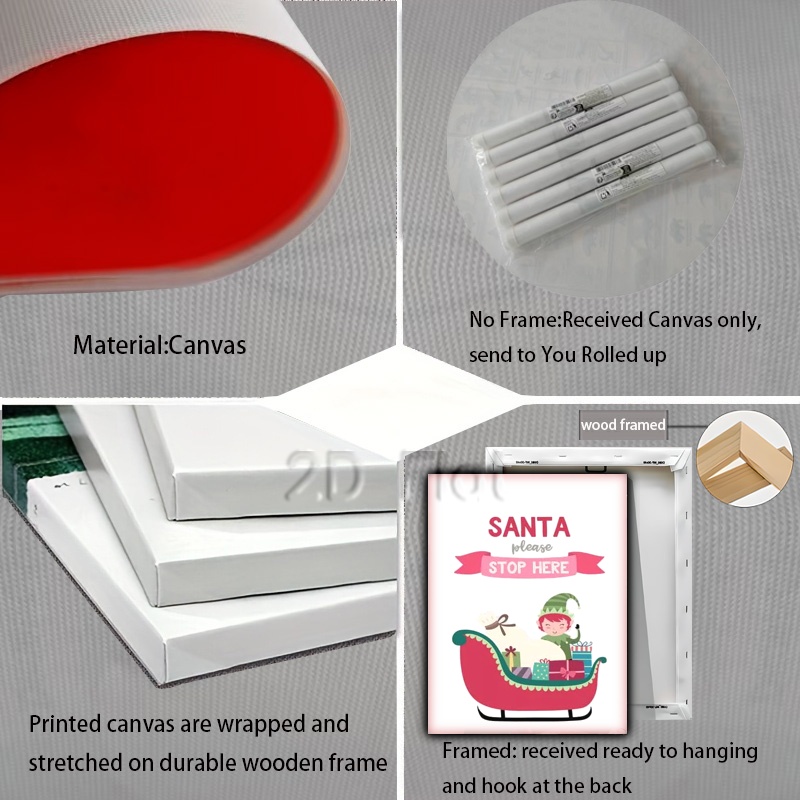 Material:Canvas
No Frame:Received Canvas only,
send to You Rolled up
2D Flat
Printed canvas are wrapped and
stretched on durable wooden frame
wood framed
SANTA
please
STOP HERE
Framed: received ready to hanging
and hook at the back